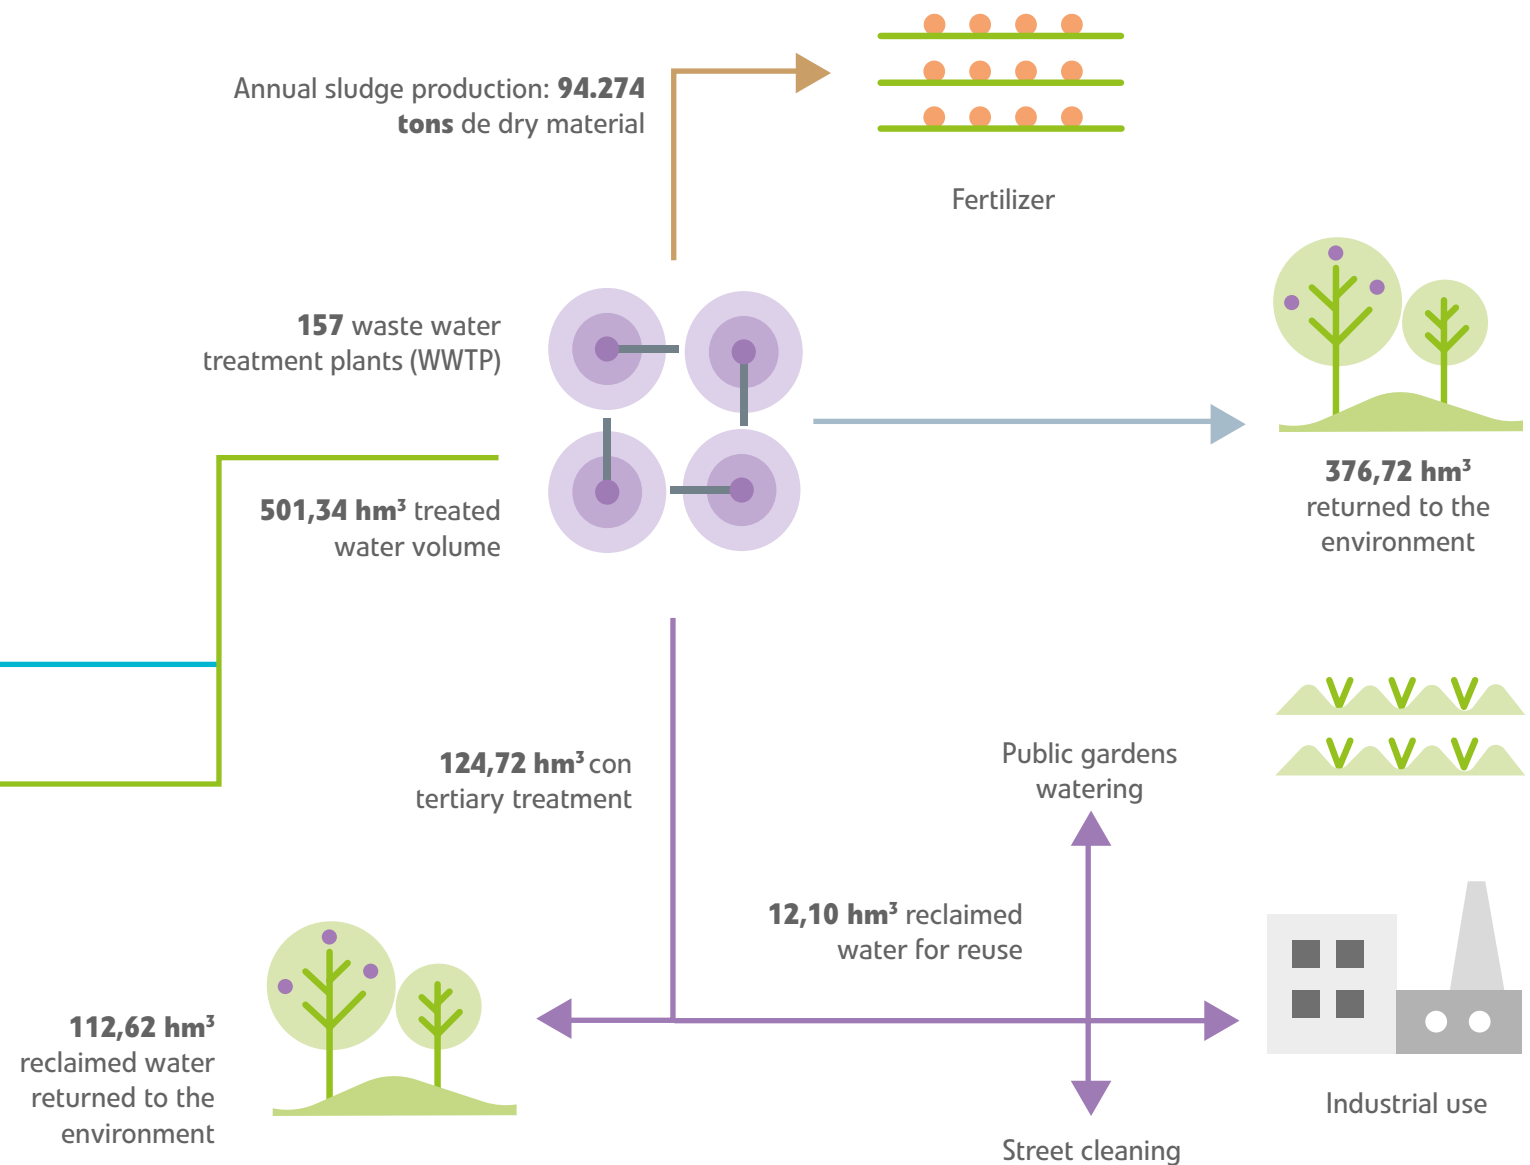 Annual sludge production: 94.274
tons de dry material
Fertilizer
157 waste water
treatment plants (WWTP)
501,34 hm³ treated
water volume
376,72 hm³
returned to the
environment
124,72 hm³ con
tertiary treatment
Public gardens
watering
12,10 hm³ reclaimed
water for reuse
112,62 hm³
reclaimed water
returned to the
environment
Industrial use
Street cleaning